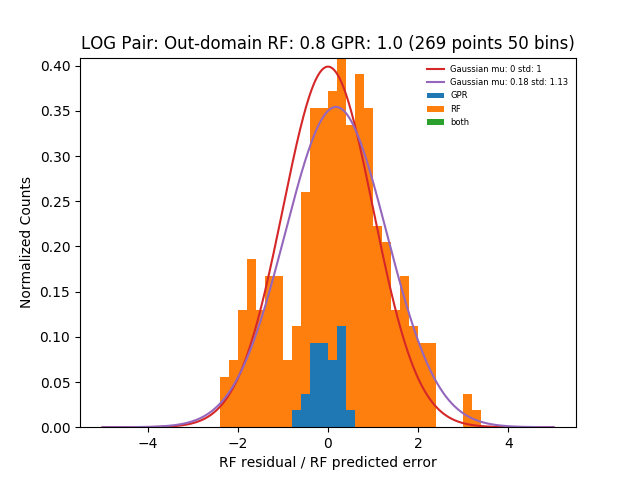 LOG Pair: Out-domain RF: 0.8 GPR: 1.0 (269 points 50 bins)
Gaussian mu: 0 std: 1
Gaussian mu: 0.18 std: 1.13
GPR
RF
both
Normalized Counts
0.40
0.35
0.30
0.25
0.20
0.15
0.10
0.05
0.00
−4 −2 0 2 4
RF residual / RF predicted error